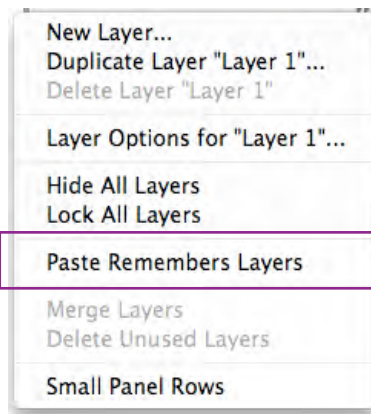 New Layer...
Duplicate Layer "Layer 1"...
Delete Layer "Layer 1"
Layer Options for "Layer 1"...
Hide All Layers
Lock All Layers
Paste Remembers Layers
Merge Layers
Delete Unused Layers
Small Panel Rows